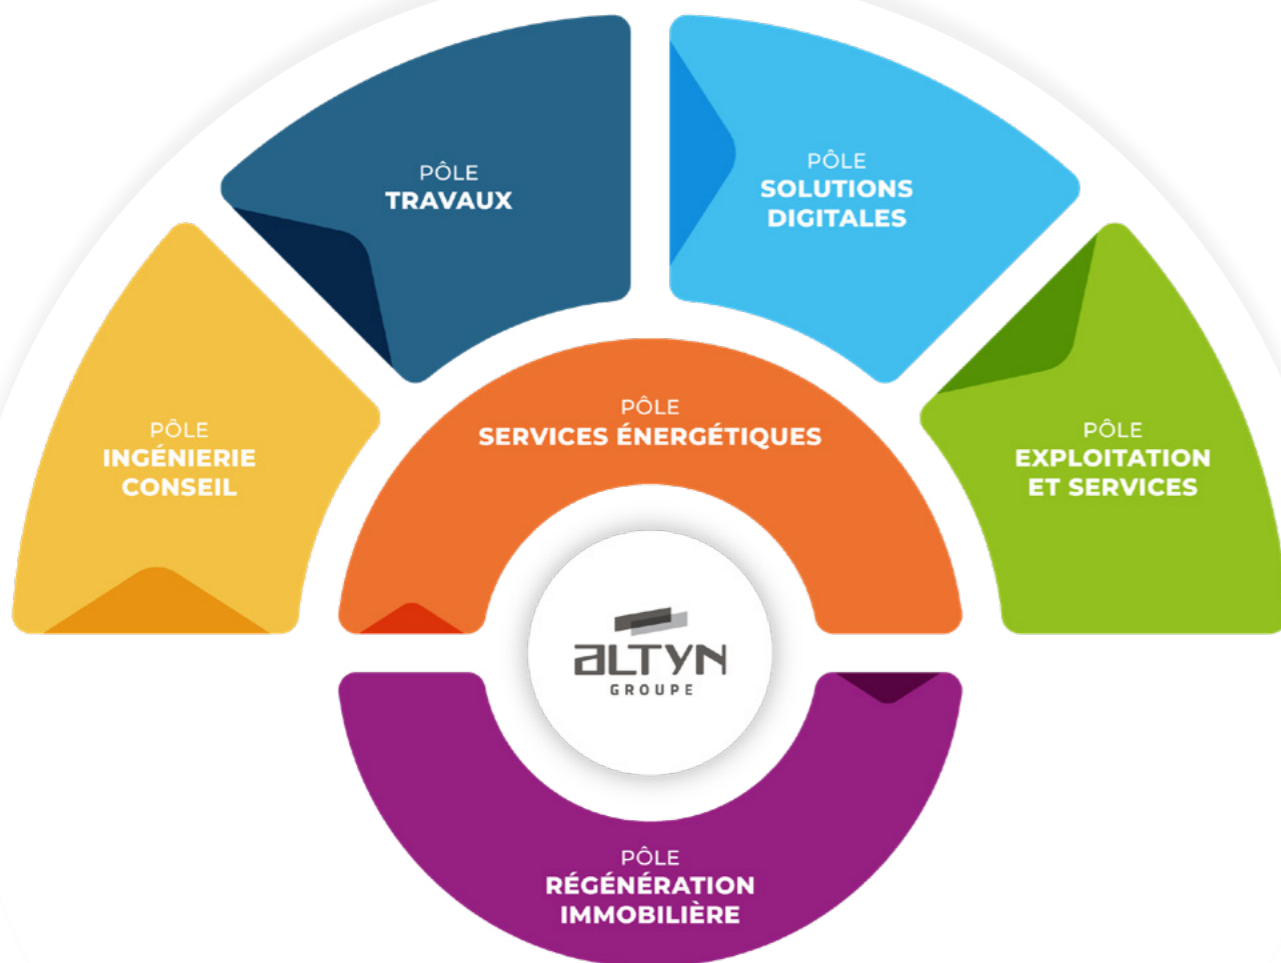 PÔLE
TRAVAUX
PÔLE
SOLUTIONS
DIGITALES
PÔLE
INGÉNIERIE
CONSEIL
PÔLE
SERVICES ÉNERGÉTIQUES
PÔLE
EXPLOITATION
ET SERVICES
ALTYN
GROUPE
PÔLE
RÉGÉNÉRATION
IMMOBILIÈRE